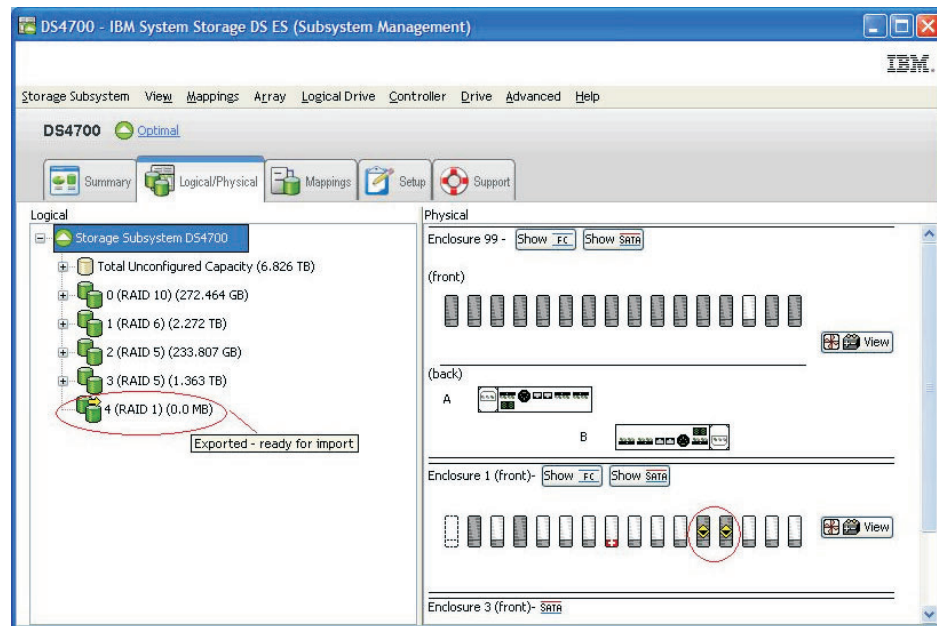 DS4700 - IBM System Storage DS ES (Subsystem Management)
IBM.
Storage Subsystem View Mappings Array Logical Drive Controller Drive Advanced Help
DS4700 Optimal
Summary Logical/Physical Mappings Setup Support
Logical
Storage Subsystem DS4700
Total Unconfigured Capacity (6.826 TB)
0 (RAID 10) (272.464 GB)
1 (RAID 6) (2.272 TB)
2 (RAID 5) (233.807 GB)
3 (RAID 5) (1.363 TB)
4 (RAID 1) (0.0 MB)
Exported - ready for import
Physical
Enclosure 99 - Show FC Show SATA
(front)
View
(back)
A
B
Enclosure 1 (front)- Show FC Show SATA
View
Enclosure 3 (front)- SATA